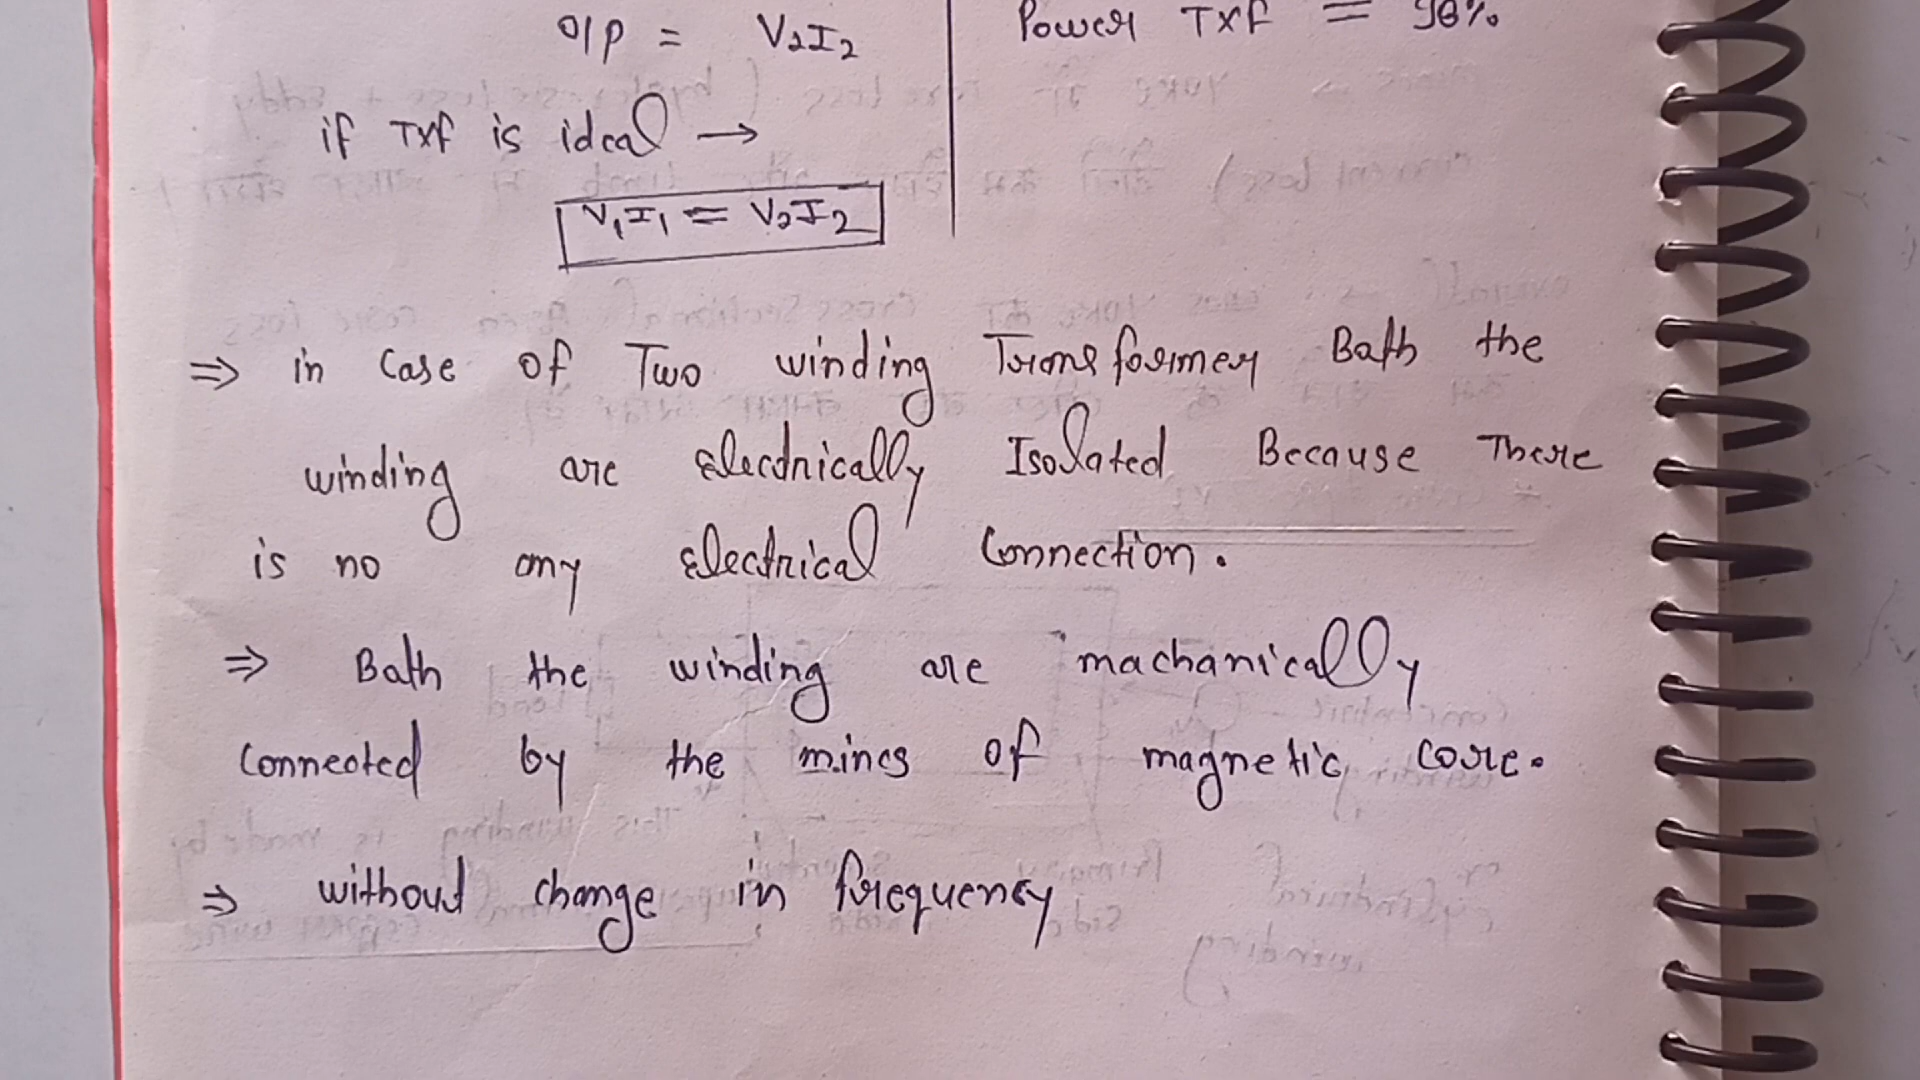 o/p = V2I2
Power Txf = 98%
if Txf is ideal →
V1I1 = V2I2
⇒ in Case of Two winding Transformer Bath the
winding are electrically Isolated Because There
is no any electrical Connection.
⇒ Bath the winding are machanically
Connected by the mines of magnetic core.
⇒ without change in frequency